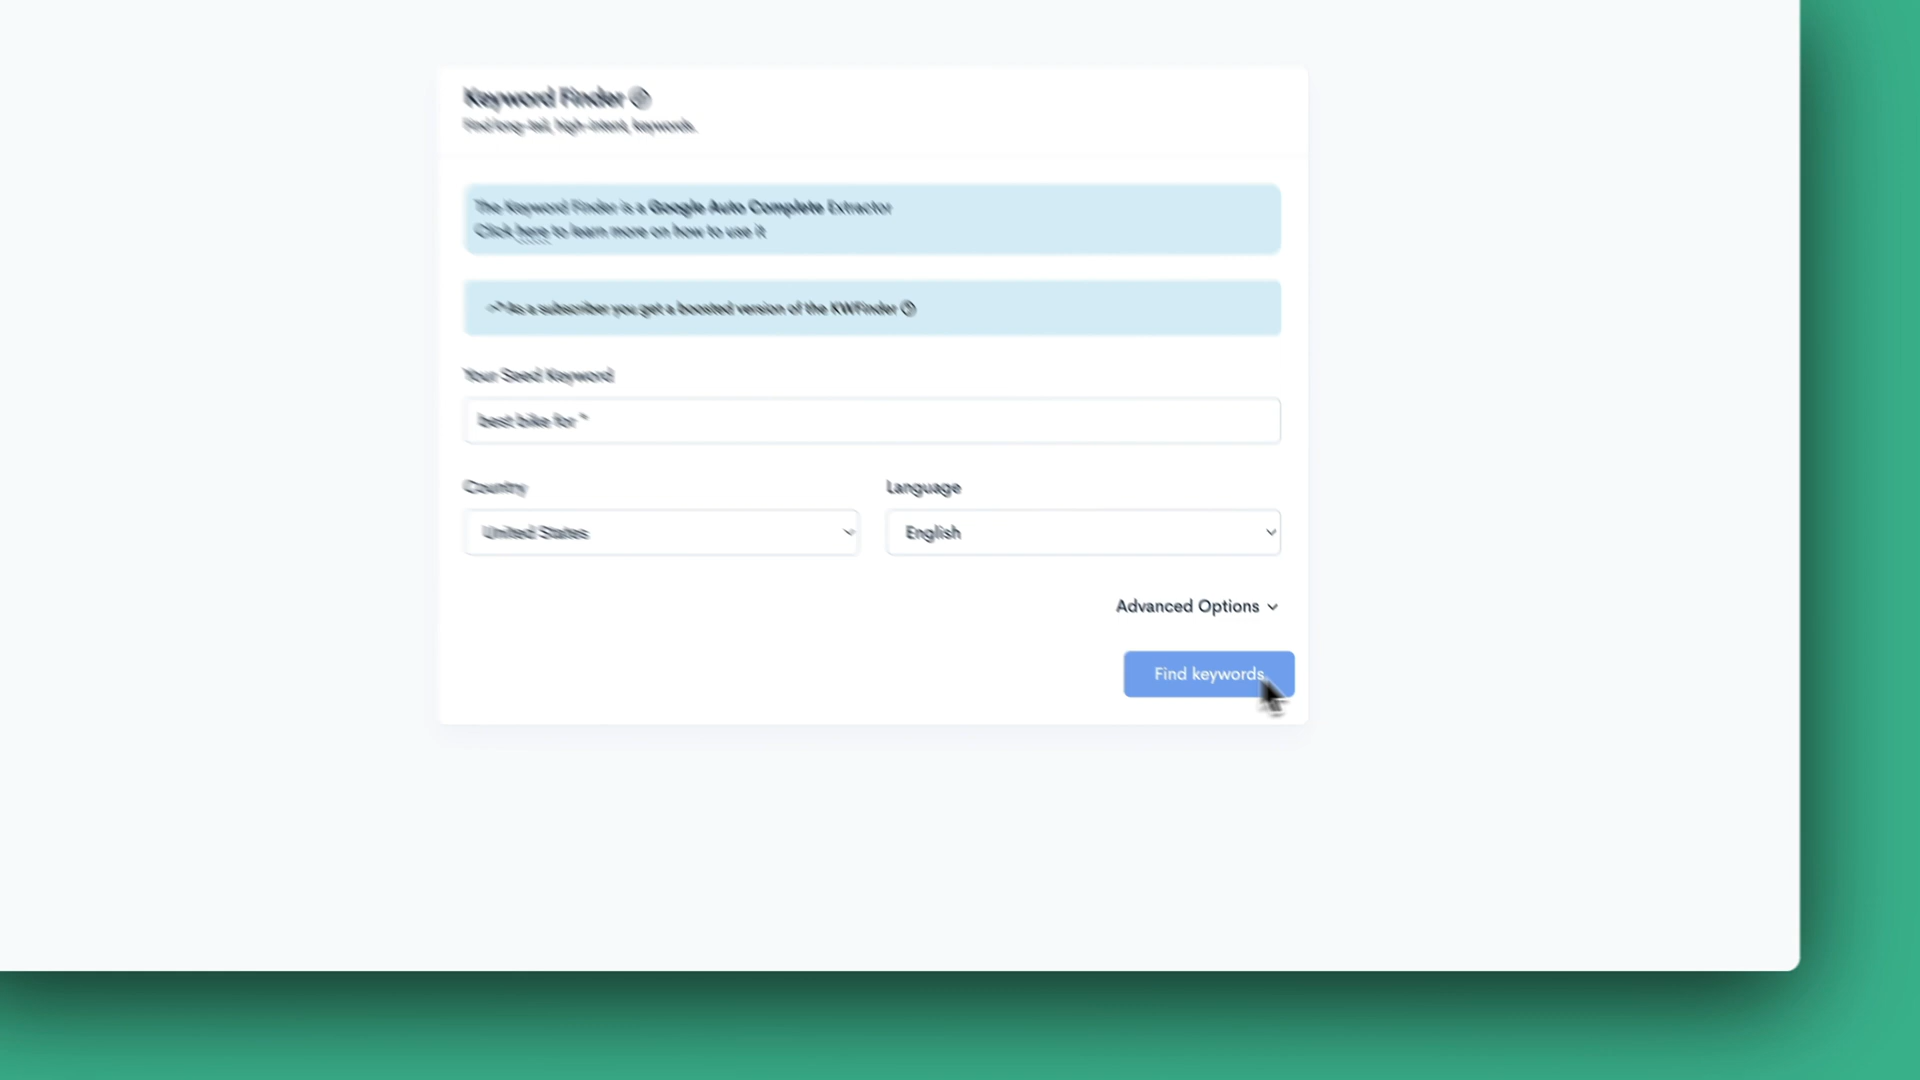 Keyword Finder
Find long-tail, high-intent, keywords.
The Keyword Finder is a Google Auto Complete Extractor
Click here to learn more on how to use it
As a subscriber you get a boosted version of the KWFinder
Your Seed Keyword
best bike for *
Country
Language
United States
English
Advanced Options
Find keywords